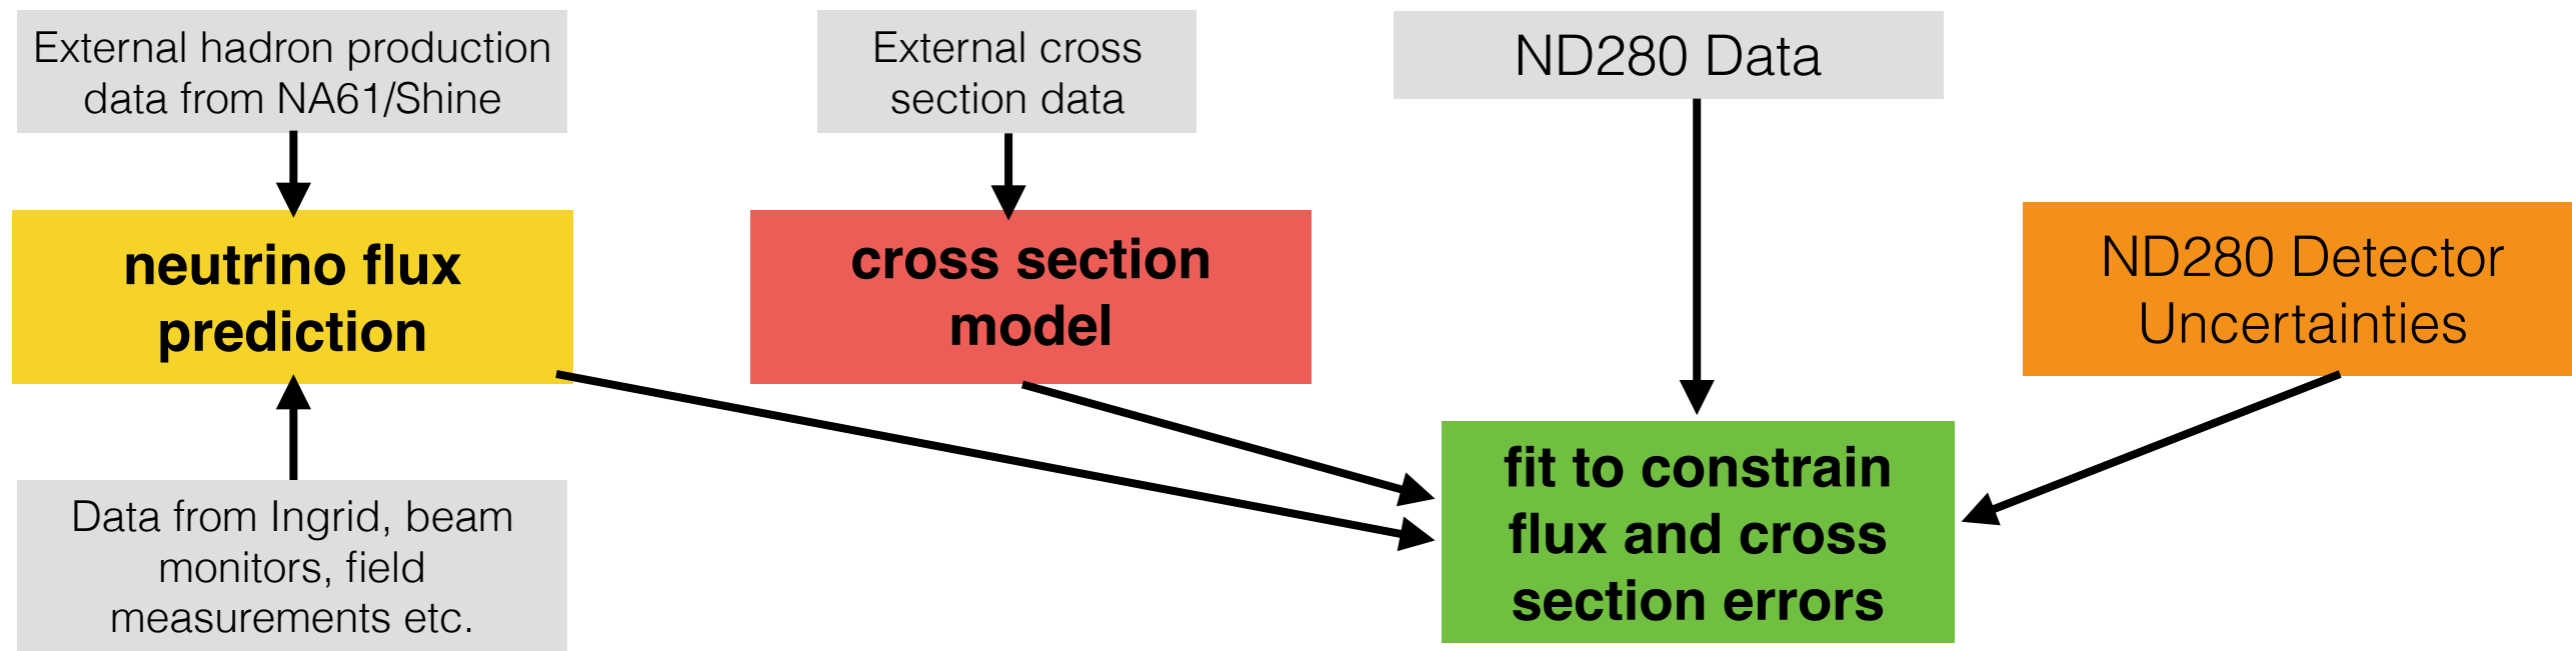 External hadron production
data from NA61/Shine
External cross
section data
ND280 Data
neutrino flux
prediction
cross section
model
ND280 Detector
Uncertainties
Data from Ingrid, beam
monitors, field
measurements etc.
fit to constrain
flux and cross
section errors